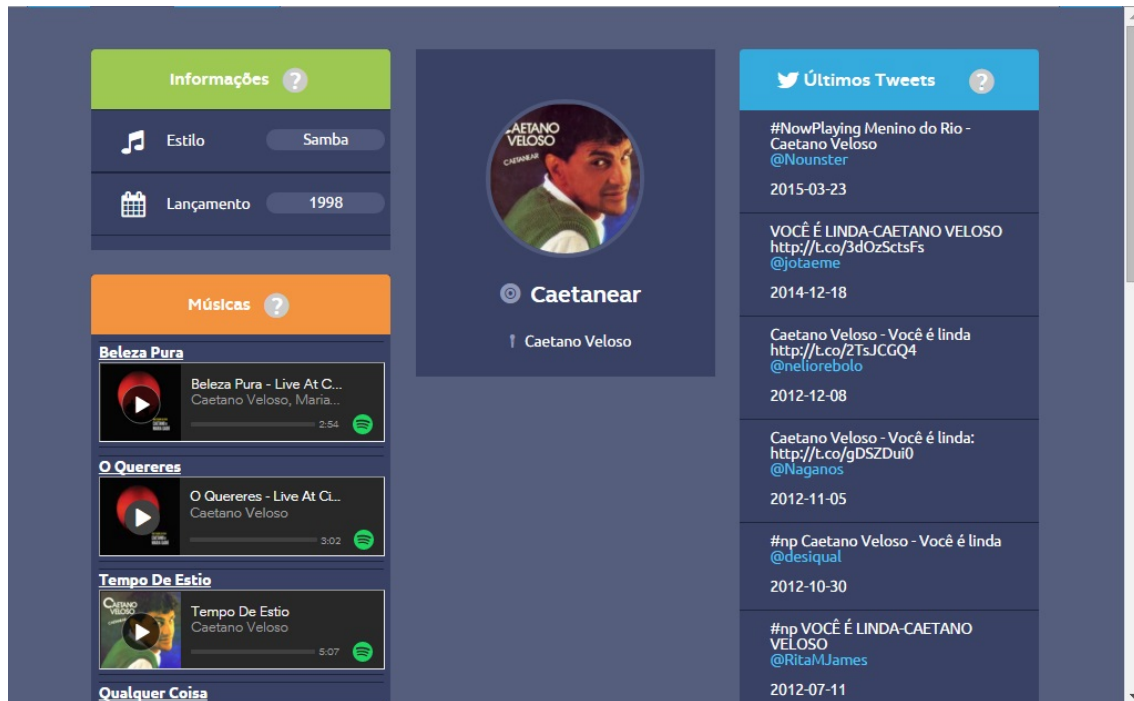 Informações ?
Estilo Samba
Lançamento 1998
Músicas ?
Beleza Pura
Beleza Pura - Live At C...
Caetano Veloso, Maria...
2:54
O Quereres
O Quereres - Live At Ci...
Caetano Veloso
3:02
Tempo De Estio
CAETANO
VELOSO
Tempo De Estio
Caetano Veloso
5:07
Qualquer Coisa
CAETANO
VELOSO
CAETANEAR
Caetanear
Caetano Veloso
Últimos Tweets ?
#NowPlaying Menino do Rio -
Caetano Veloso
@Nounster
2015-03-23
VOCÊ É LINDA-CAETANO VELOSO
http://t.co/3dOzSctsFs
@jotaeme
2014-12-18
Caetano Veloso - Você é linda
http://t.co/2TsJCGQ4
@neliorebolo
2012-12-08
Caetano Veloso - Você é linda:
http://t.co/gDSZDui0
@Naganos
2012-11-05
#np Caetano Veloso - Você é linda
@desiqual
2012-10-30
#np VOCÊ É LINDA-CAETANO
VELOSO
@RitaMJames
2012-07-11